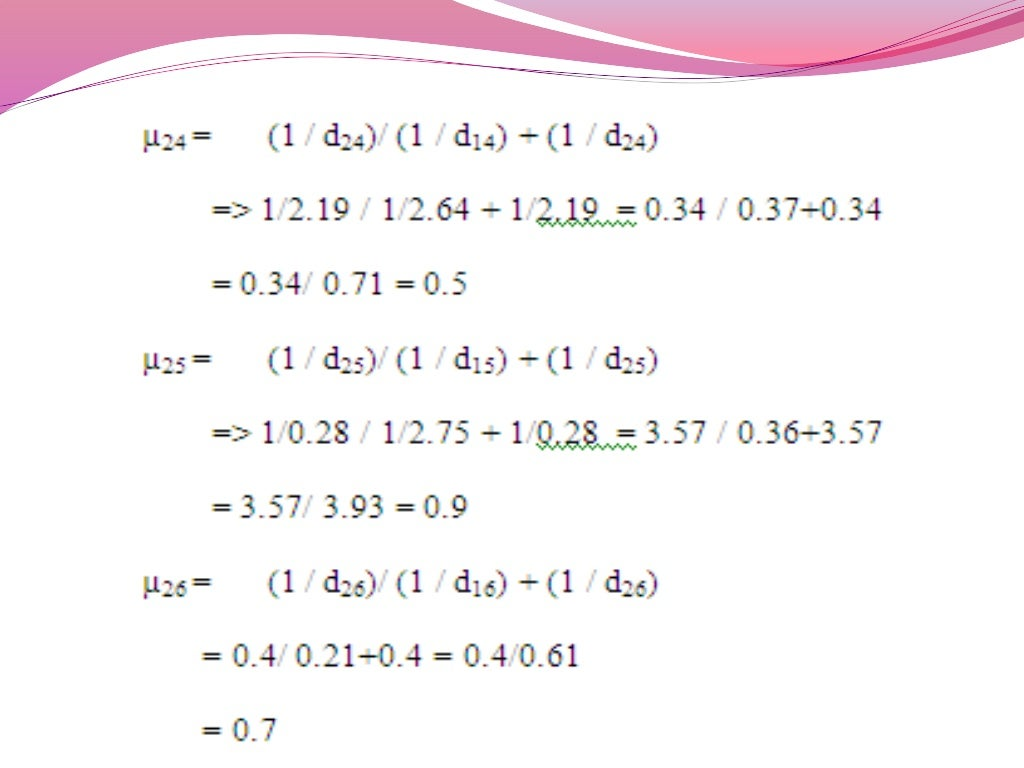 μ24 = (1 / d24)/ (1 / d14) + (1 / d24)
=> 1/2.19 / 1/2.64 + 1/2.19 = 0.34 / 0.37+0.34
= 0.34/ 0.71 = 0.5
μ25 = (1 / d25)/ (1 / d15) + (1 / d25)
=> 1/0.28 / 1/2.75 + 1/0.28 = 3.57 / 0.36+3.57
= 3.57/ 3.93 = 0.9
μ26 = (1 / d26)/ (1 / d16) + (1 / d26)
= 0.4/ 0.21+0.4 = 0.4/0.61
= 0.7